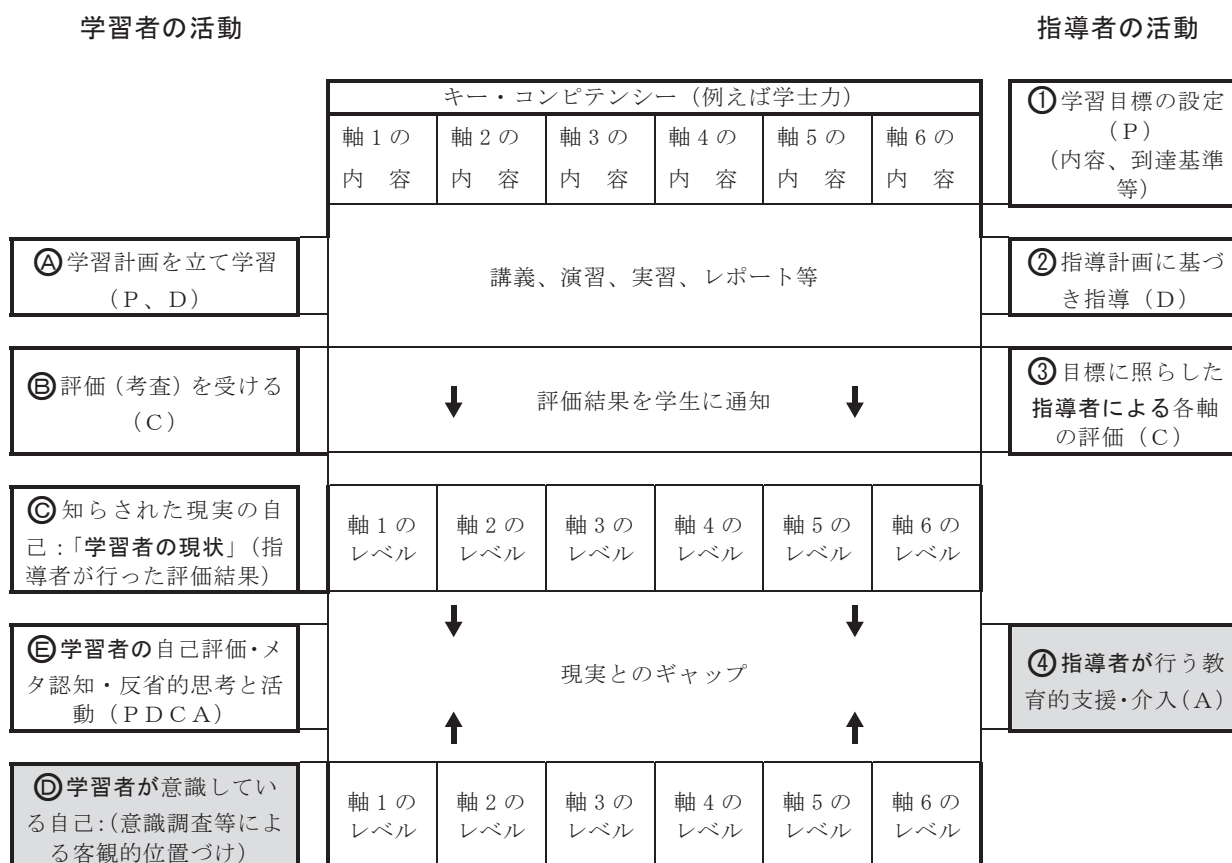 学習者の活動
指導者の活動
キー・コンピテンシー（例えば学士力）
軸１の
内　容
軸２の
内　容
軸３の
内　容
軸４の
内　容
軸５の
内　容
軸６の
内　容
①学習目標の設定
（Ｐ）
（内容、到達基準
等）
Ⓐ学習計画を立て学習
（Ｐ、Ｄ）
講義、演習、実習、レポート等
②指導計画に基づ
き指導（Ｄ）
Ⓑ評価（考査）を受ける
（Ｃ）
↓　評価結果を学生に通知　↓
③目標に照らした
指導者による各軸
の評価（Ｃ）
Ⓒ知らされた現実の自
己：「学習者の現状」（指
導者が行った評価結果）
軸１の
レベル
軸２の
レベル
軸３の
レベル
軸４の
レベル
軸５の
レベル
軸６の
レベル
Ⓔ学習者の自己評価・メ
タ認知・反省的思考と活
動（ＰＤＣＡ）
↓　↓
現実とのギャップ
↑　↑
④指導者が行う教
育的支援・介入（Ａ）
Ⓓ学習者が意識してい
る自己：（意識調査等によ
る客観的位置づけ）
軸１の
レベル
軸２の
レベル
軸３の
レベル
軸４の
レベル
軸５の
レベル
軸６の
レベル